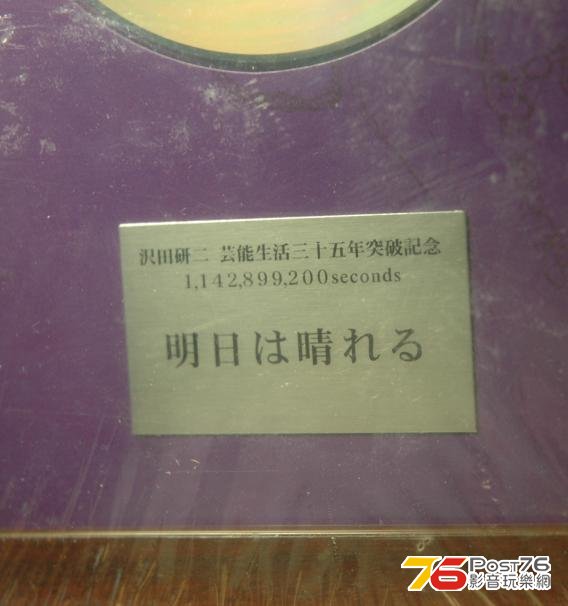 沢田研二 芸能生活三十五年突破記念
1,142,899,200seconds
明日は晴れる
76 Post76
影音玩樂網